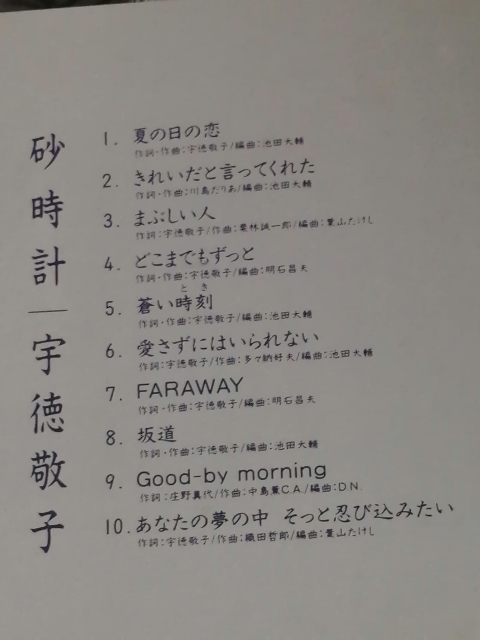 砂時計｜宇徳敬子
1. 夏の日の恋
作詞・作曲：宇徳敬子/編曲：池田大輔
2. きれいだと言ってくれた
作詞・作曲：川島だりあ/編曲：池田大輔
3. まぶしい人
作詞：宇徳敬子/作曲：栗林誠一郎/編曲：葉山たけし
4. どこまでもずっと
作詞・作曲：宇徳敬子/編曲：明石昌夫
とき
5. 蒼い時刻
作詞・作曲：宇徳敬子/編曲：池田大輔
6. 愛さずにはいられない
作詞：宇徳敬子/作曲：多々納好夫/編曲：池田大輔
7. FARAWAY
作詞・作曲：宇徳敬子/編曲：明石昌夫
8. 坂道
作詞・作曲：宇徳敬子/編曲：池田大輔
9. Good-by morning
作詞：庄野真代/作曲：中島薫C.A./編曲：D.N.
10. あなたの夢の中 そっと忍び込みたい
作詞：宇徳敬子/作曲：織田哲郎/編曲：葉山たけし